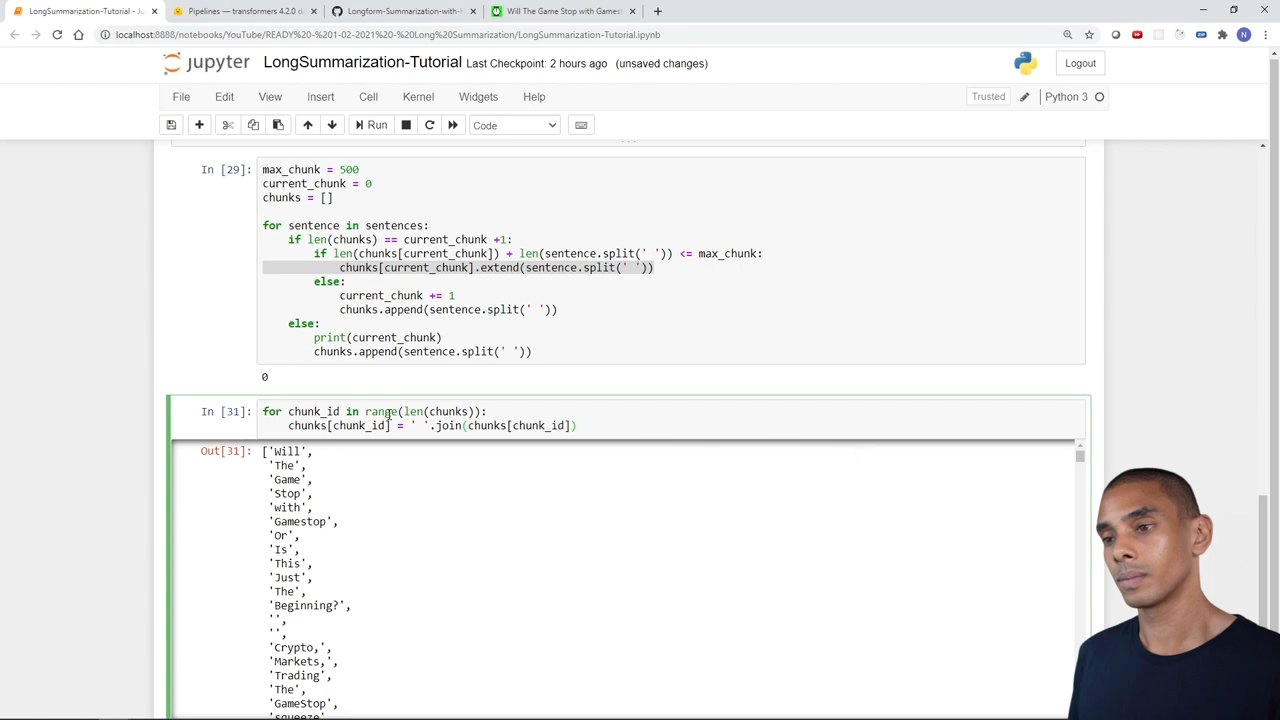 LongSummarization-Tutorial - Ju
Pipelines — transformers 4.2.0 d
Longform-Summarization-with-
Will The Game Stop with Gamest
localhost:8888/notebooks/YouTube/READY%20-%201-02-2021%20-%20Long%20Summarization/LongSummarization-Tutorial.ipynb
N
jupyter LongSummarization-Tutorial Last Checkpoint: 2 hours ago (unsaved changes)
Logout
File Edit View Insert Cell Kernel Widgets Help
Trusted
Python 3
Run
Code
In [29]:
max_chunk = 500
current_chunk = 0
chunks = []
for sentence in sentences:
if len(chunks) == current_chunk +1:
if len(chunks[current_chunk]) + len(sentence.split(' ')) <= max_chunk:
chunks[current_chunk].extend(sentence.split(' '))
else:
current_chunk += 1
chunks.append(sentence.split(' '))
else:
print(current_chunk)
chunks.append(sentence.split(' '))
0
In [31]:
for chunk_id in range(len(chunks)):
chunks[chunk_id] = ' '.join(chunks[chunk_id])
Out[31]:
['Will',
'The',
'Game',
'Stop',
'with',
'Gamestop',
'Or',
'Is',
'This',
'Just',
'The',
'Beginning?',
'',
'',
'Crypto,',
'Markets,',
'Trading',
'The',
'GameStop',
'squeeze'